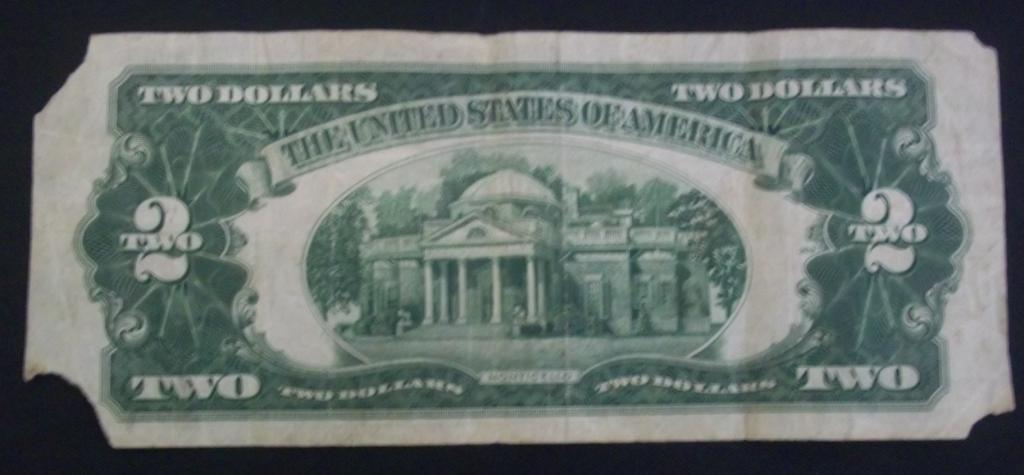 TWO DOLLARS TWO DOLLARS
THE UNITED STATES OF AMERICA
2 2
TWO TWO
MONTICELLO
TWO TWO DOLLARS TWO DOLLARS TWO